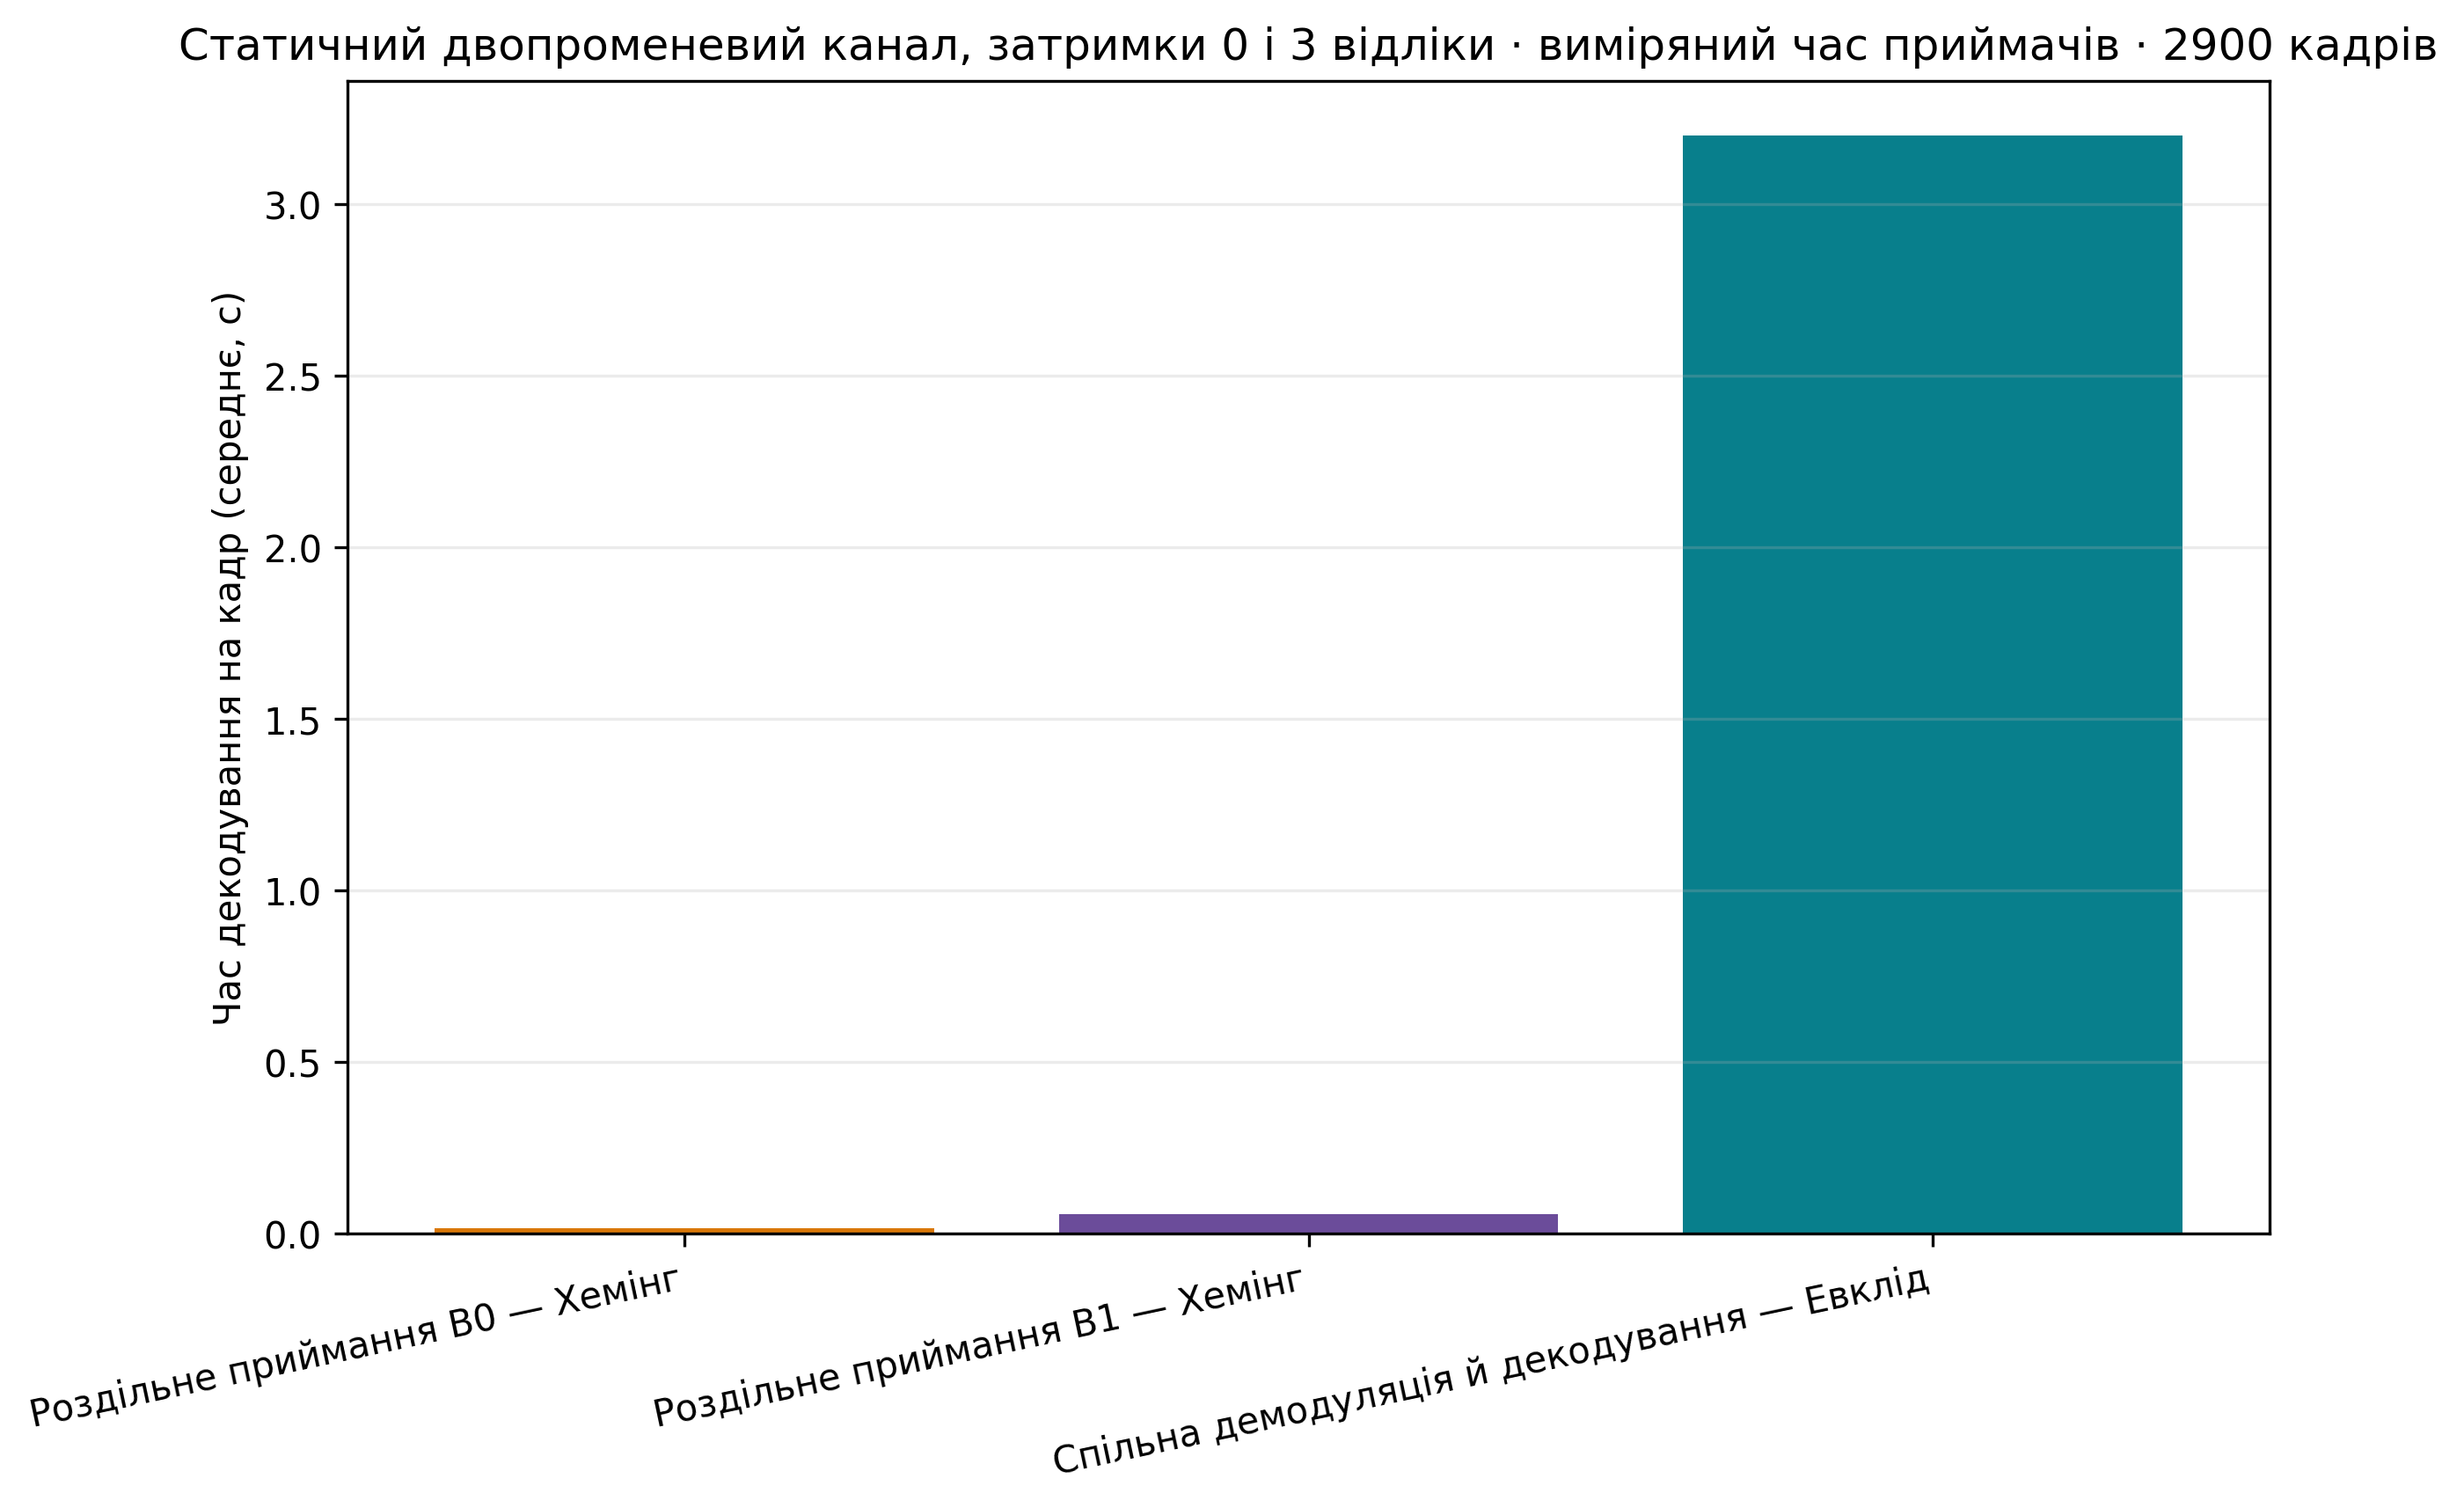 Статичний двопроменевий канал, затримки 0 і 3 відліки · виміряний час приймачів · 2900 кадрів
Час декодування на кадр (середнє, с)
3.0
2.5
2.0
1.5
1.0
0.5
0.0
Роздільне приймання B0 — Хемінг
Роздільне приймання B1 — Хемінг
Спільна демодуляція й декодування — Евклід